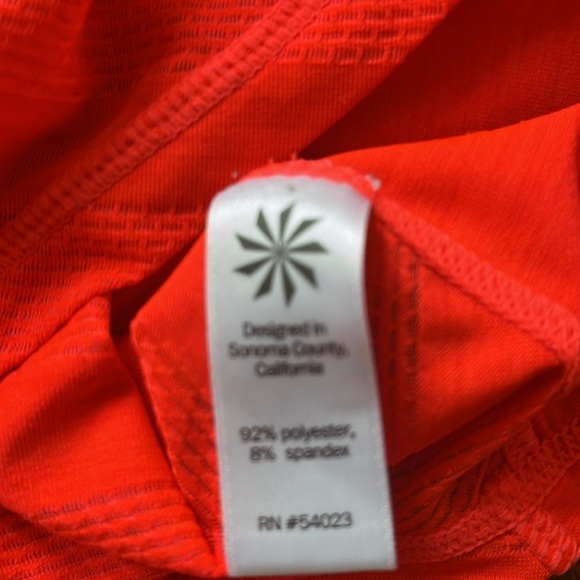 Designed in
Sonoma County,
California
92% polyester,
8% spandex
RN #54023